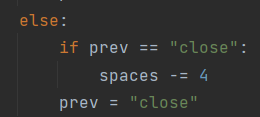 else:
    if prev == "close":
        spaces -= 4
    prev = "close"